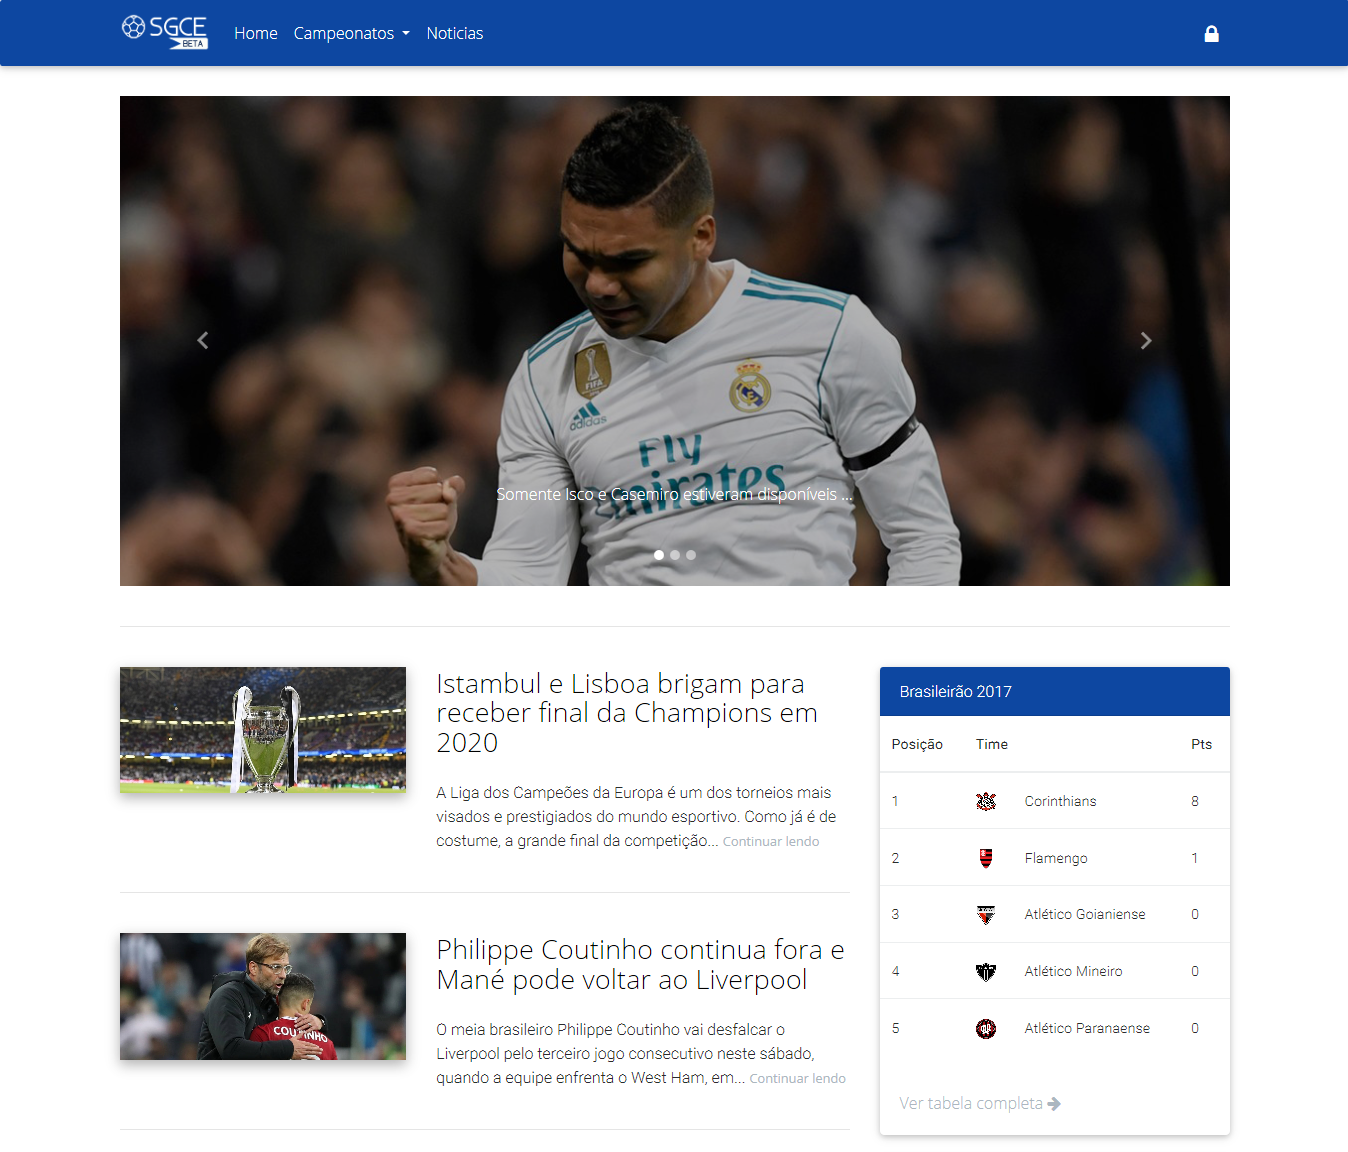 SGCE
BETA
Home
Campeonatos
Noticias
FIFA
adidas
Fly
Emirates
Somente Isco e Casemiro estiveram disponíveis ...
Istambul e Lisboa brigam para
receber final da Champions em
2020
A Liga dos Campeões da Europa é um dos torneios mais
visados e prestigiados do mundo esportivo. Como já é de
costume, a grande final da competição... Continuar lendo
Philippe Coutinho continua fora e
Mané pode voltar ao Liverpool
O meia brasileiro Philippe Coutinho vai desfalcar o
Liverpool pelo terceiro jogo consecutivo neste sábado,
quando a equipe enfrenta o West Ham, em... Continuar lendo
Brasileirão 2017
Posição Time Pts
1 Corinthians 8
2 Flamengo 1
3 Atlético Goianiense 0
4 Atlético Mineiro 0
5 Atlético Paranaense 0
Ver tabela completa